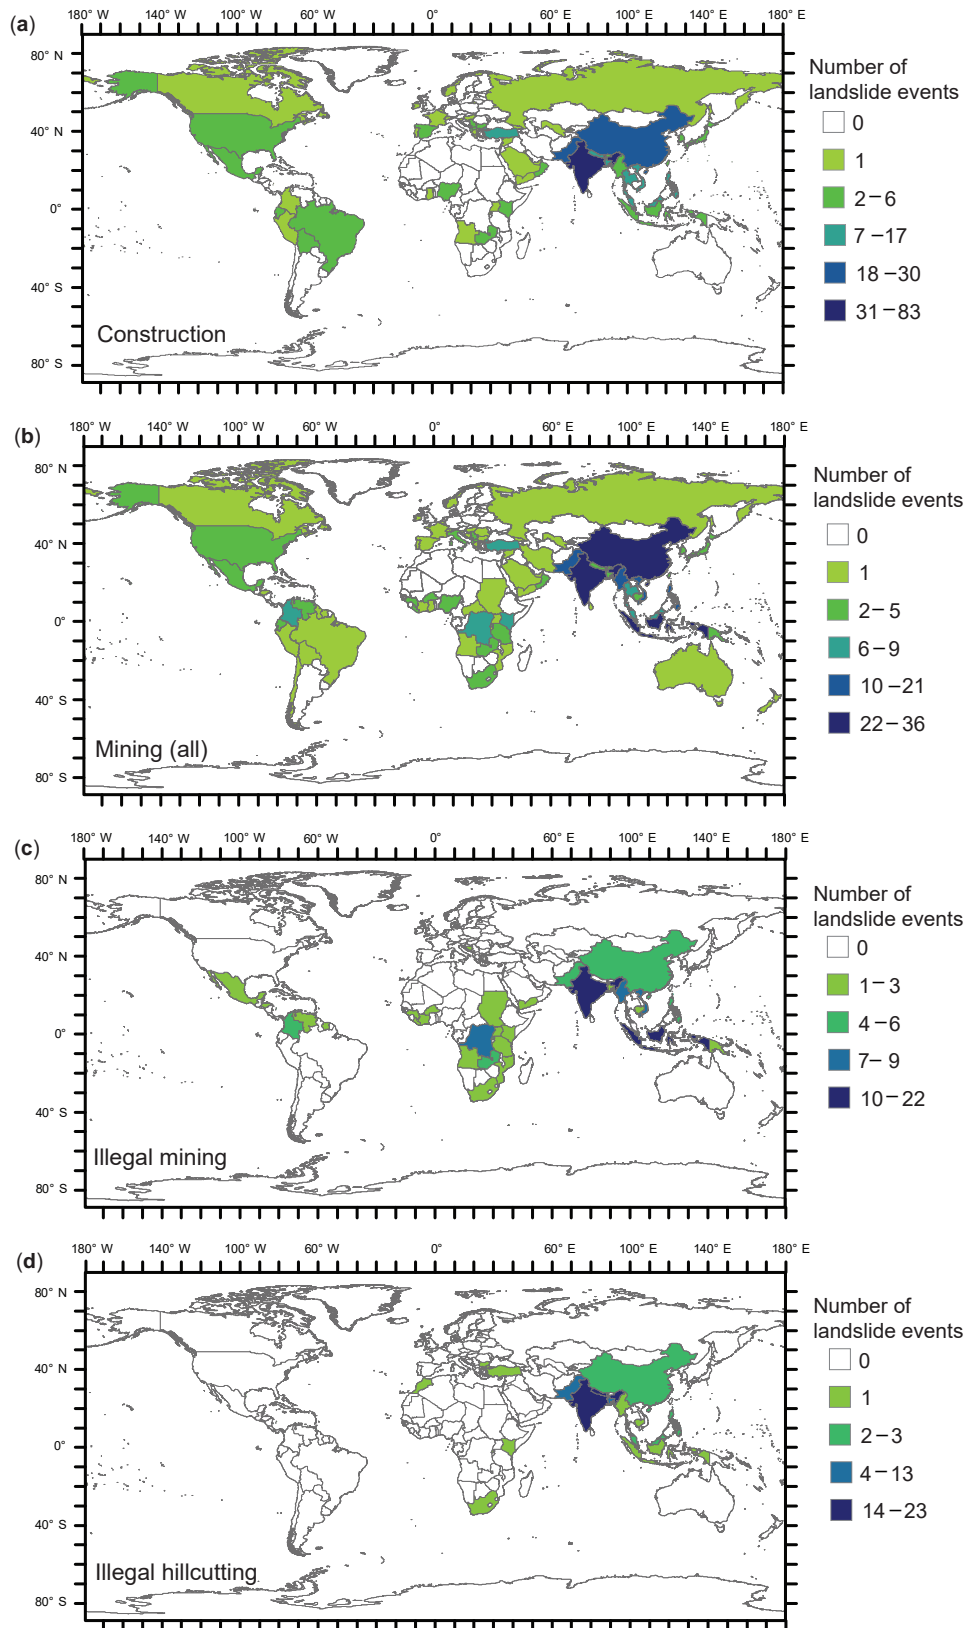 (a)
180° W 140° W 100° W 60° W 0° 60° E 100° E 140° E 180° E
80° N
40° N
0°
40° S
80° S
Construction
Number of
landslide events
0
1
2–6
7–17
18–30
31–83
(b)
180° W 140° W 100° W 60° W 0° 60° E 100° E 140° E 180° E
80° N
40° N
0°
40° S
80° S
Mining (all)
Number of
landslide events
0
1
2–5
6–9
10–21
22–36
(c)
180° W 140° W 100° W 60° W 0° 60° E 100° E 140° E 180° E
80° N
40° N
0°
40° S
80° S
Illegal mining
Number of
landslide events
0
1–3
4–6
7–9
10–22
(d)
180° W 140° W 100° W 60° W 0° 60° E 100° E 140° E 180° E
80° N
40° N
0°
40° S
80° S
Illegal hillcutting
Number of
landslide events
0
1
2–3
4–13
14–23